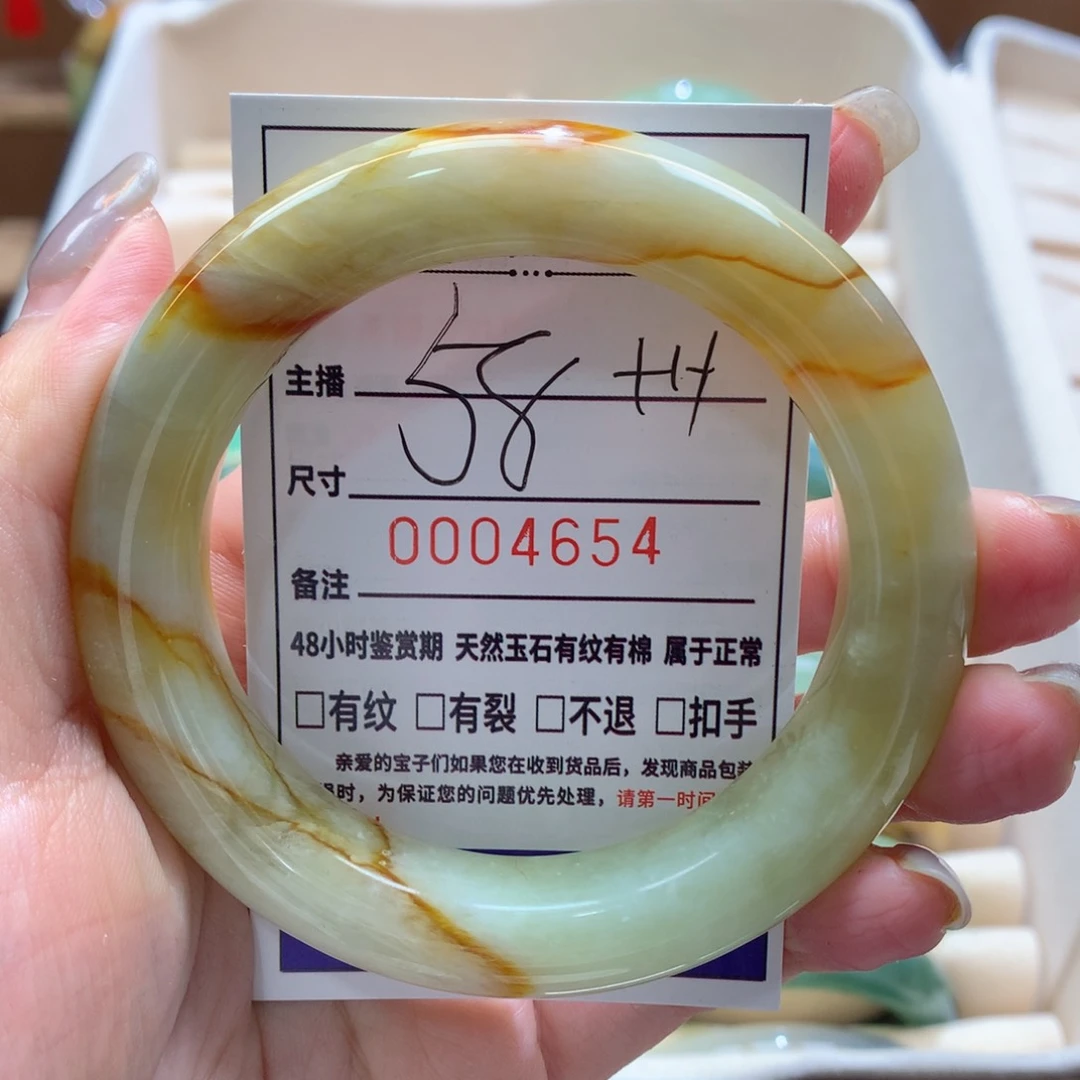 主播
58
尺寸
0004654
备注
48小时鉴赏期 天然玉石有纹有棉 属于正常
□有纹 □有裂 □不退 □扣手
亲爱的宝子们如果您在收到货品后，发现商品包装
时，为保证您的问题优先处理，请第一时间